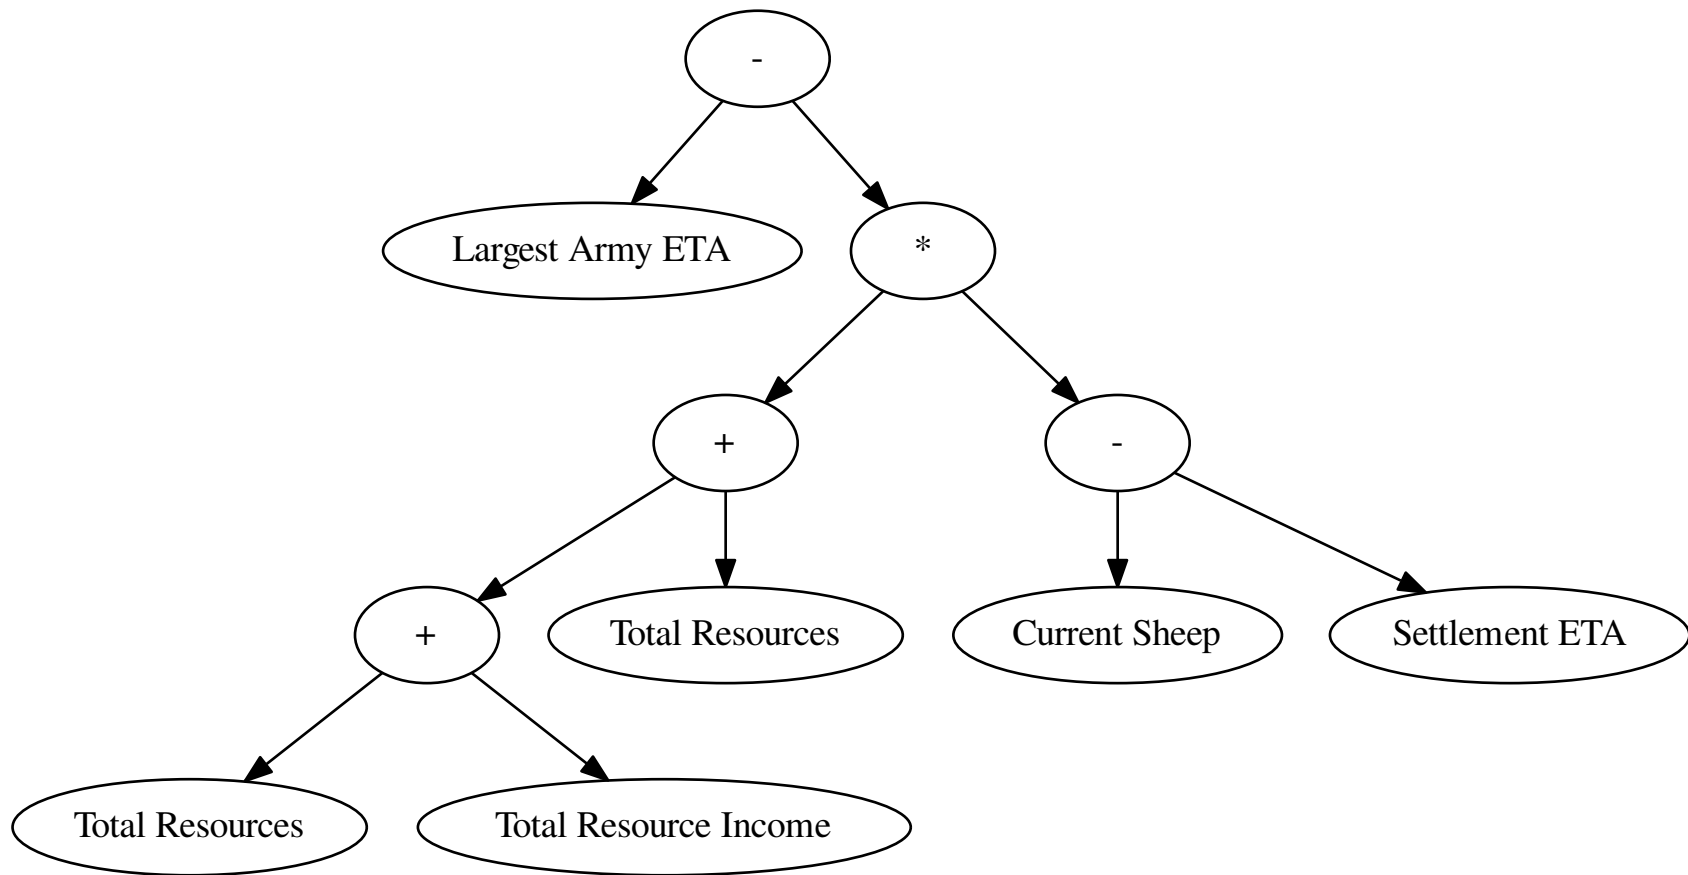 -
Largest Army ETA
*
+
-
+
Total Resources
Current Sheep
Settlement ETA
Total Resources
Total Resource Income